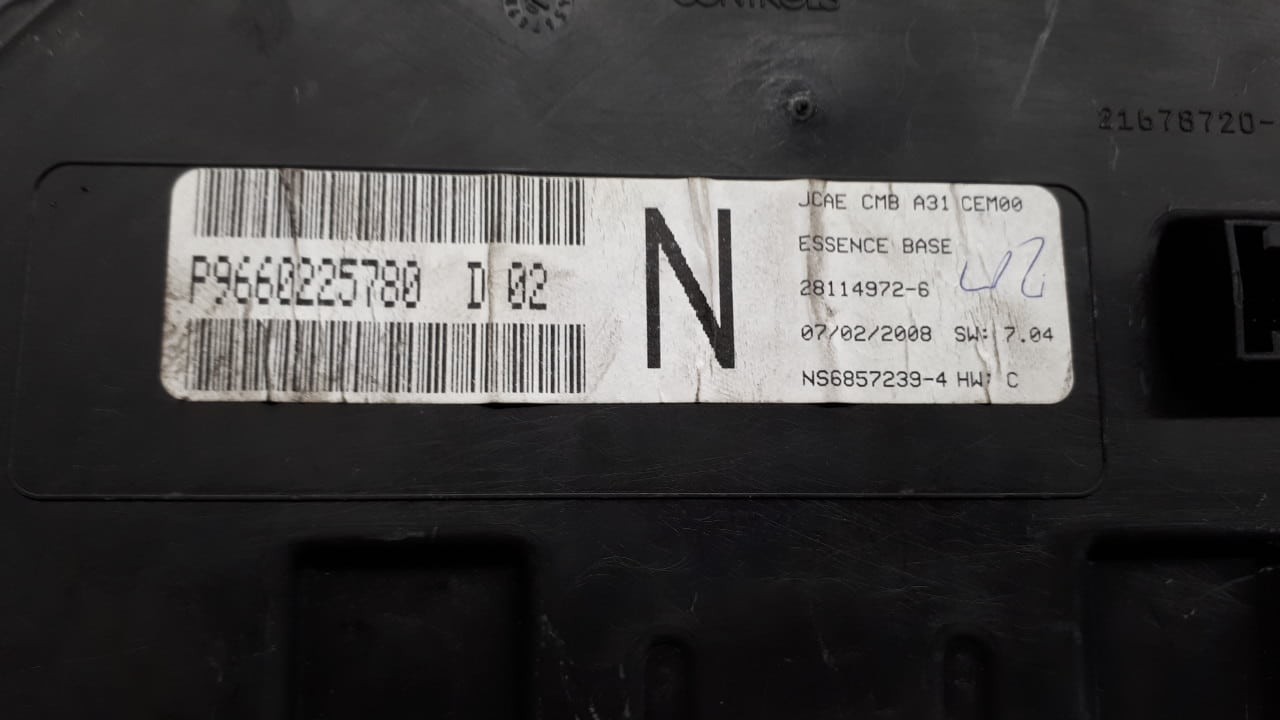 CONTROLS
21678720-
P9660225780 D 02
N
JCAE CMB A31 CEM00
ESSENCE BASE
28114972-6
07/02/2008 SW: 7.04
NS6857239-4 HW: C